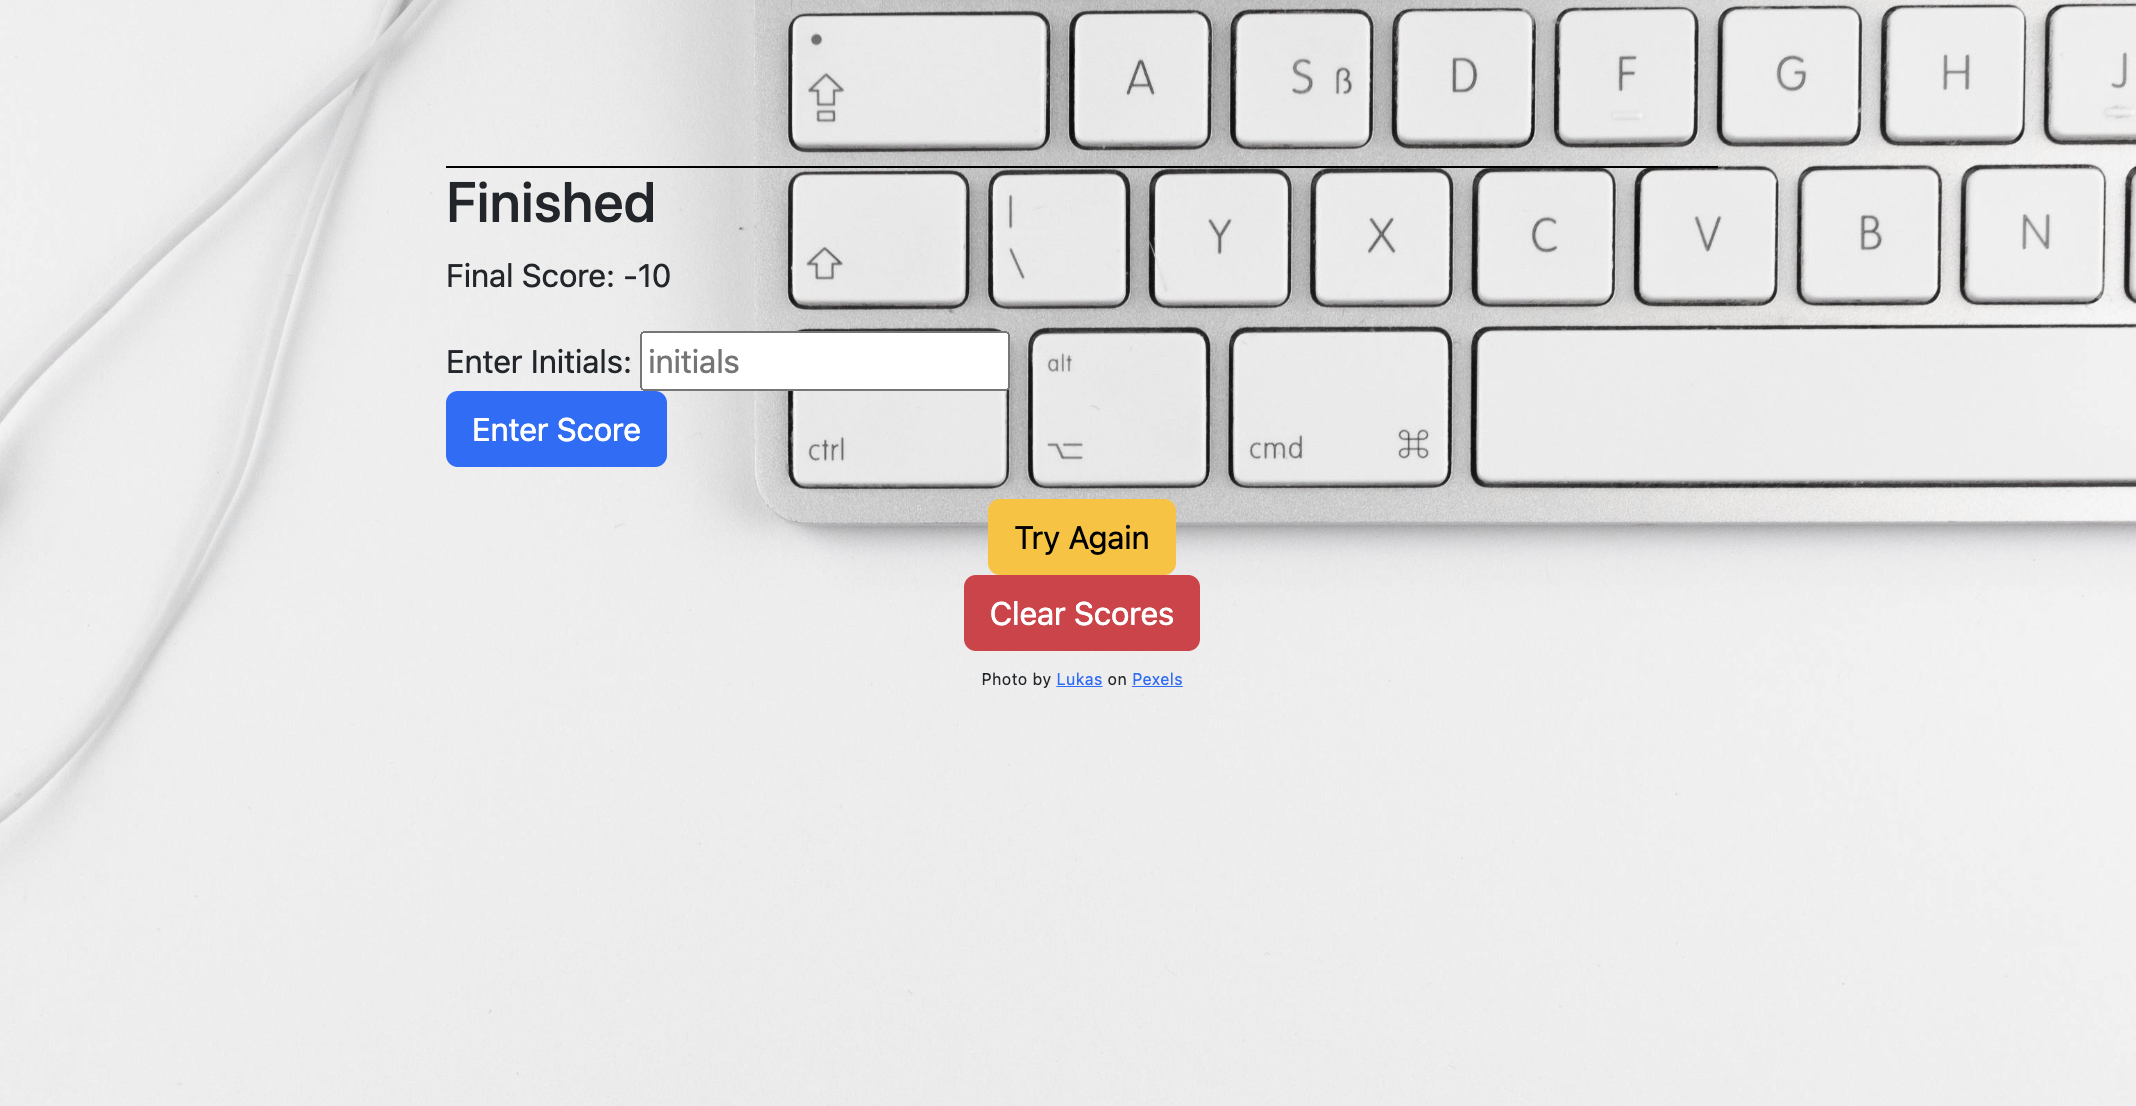 A S ß D F G H J
Finished
| \ Y X C V B N
Final Score: -10
Enter Initials: initials
alt
Enter Score
ctrl cmd ⌘
Try Again
Clear Scores
Photo by Lukas on Pexels